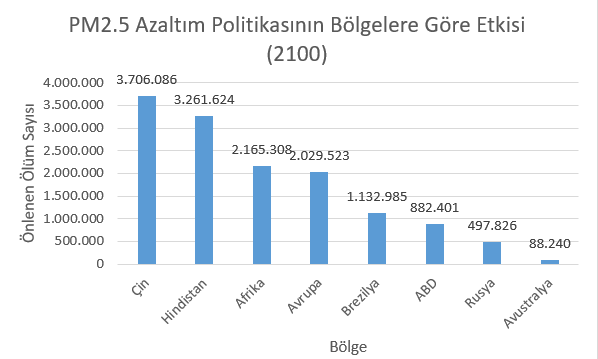 PM2.5 Azaltım Politikasının Bölgelere Göre Etkisi
(2100)
Önlenen Ölüm Sayısı
4.000.000
3.500.000
3.000.000
2.500.000
2.000.000
1.500.000
1.000.000
500.000
0
3.706.086
3.261.624
2.165.308
2.029.523
1.132.985
882.401
497.826
88.240
Çin
Hindistan
Afrika
Avrupa
Brezilya
ABD
Rusya
Avustralya
Bölge